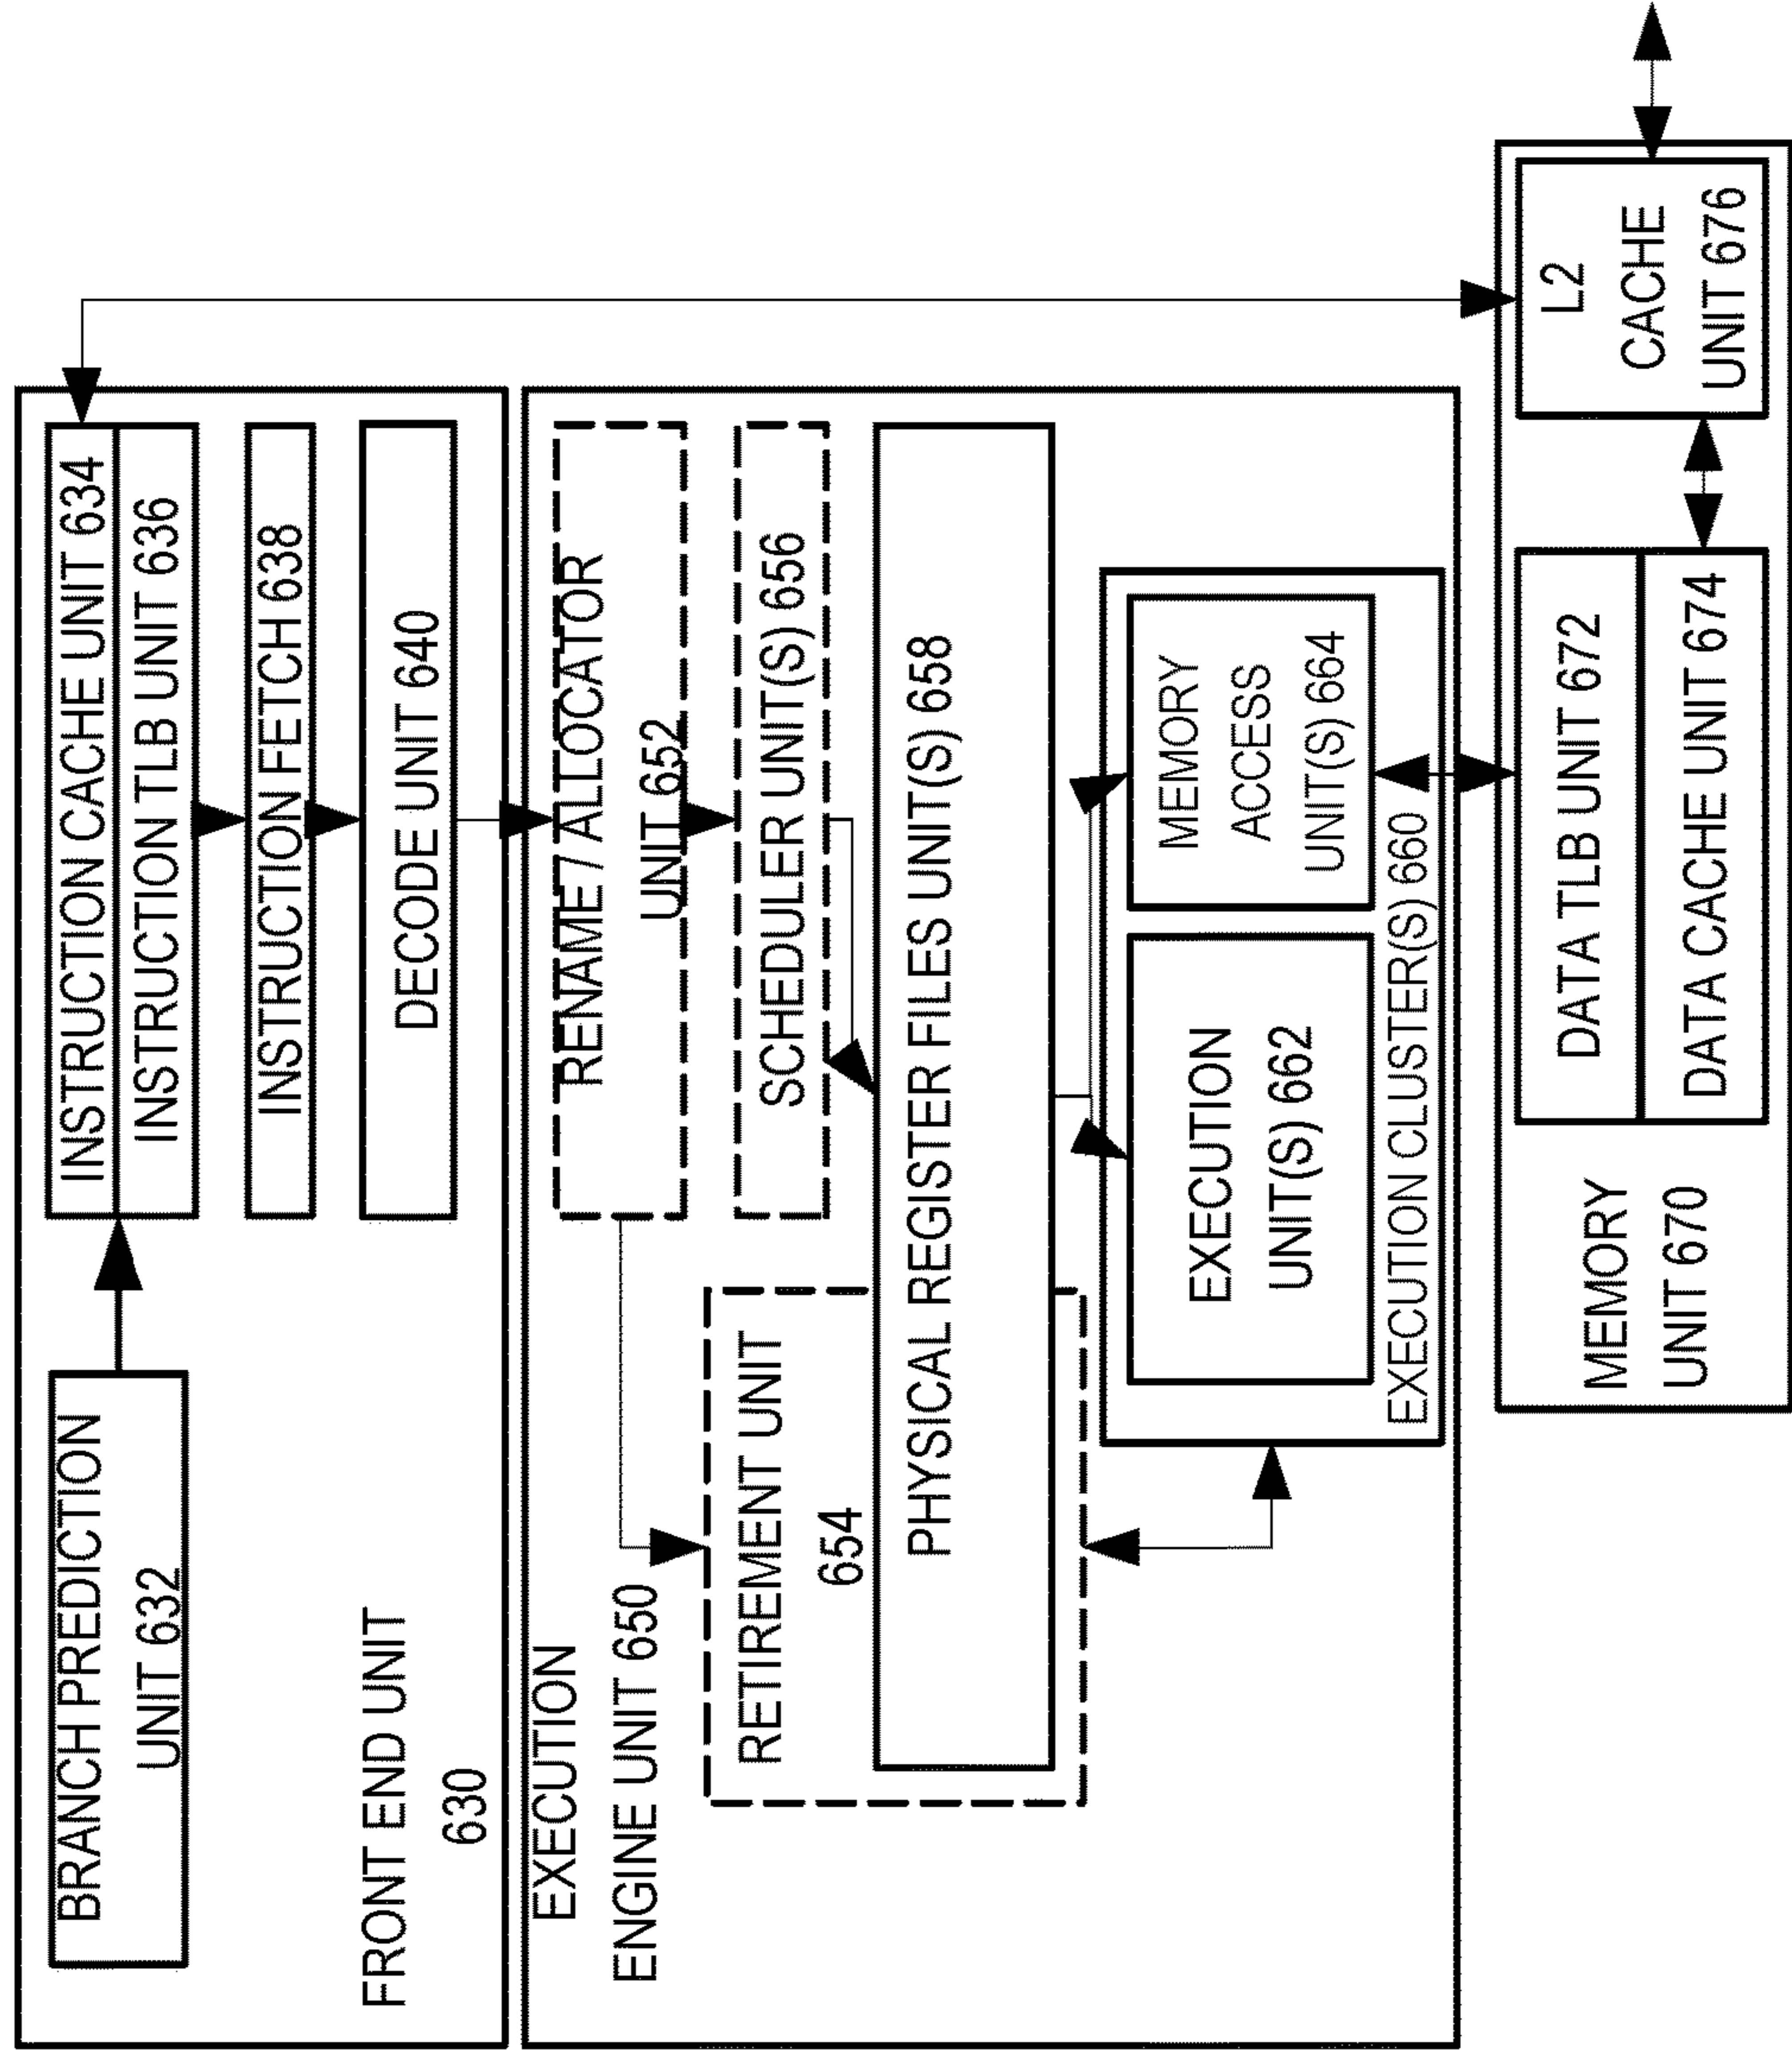 BRANCH PREDICTION
UNIT 632
INSTRUCTION CACHE UNIT 634
INSTRUCTION TLB UNIT 636
INSTRUCTION FETCH 638
DECODE UNIT 640
FRONT END UNIT
630
EXECUTION
ENGINE UNIT 650
RENAME / ALLOCATOR
UNIT 652
RETIREMENT UNIT
654
SCHEDULER UNIT(S) 656
PHYSICAL REGISTER FILES UNIT(S) 658
EXECUTION
UNIT(S) 662
MEMORY
ACCESS
UNIT(S) 664
EXECUTION CLUSTER(S) 660
MEMORY
UNIT 670
DATA TLB UNIT 672
DATA CACHE UNIT 674
L2
CACHE
UNIT 676